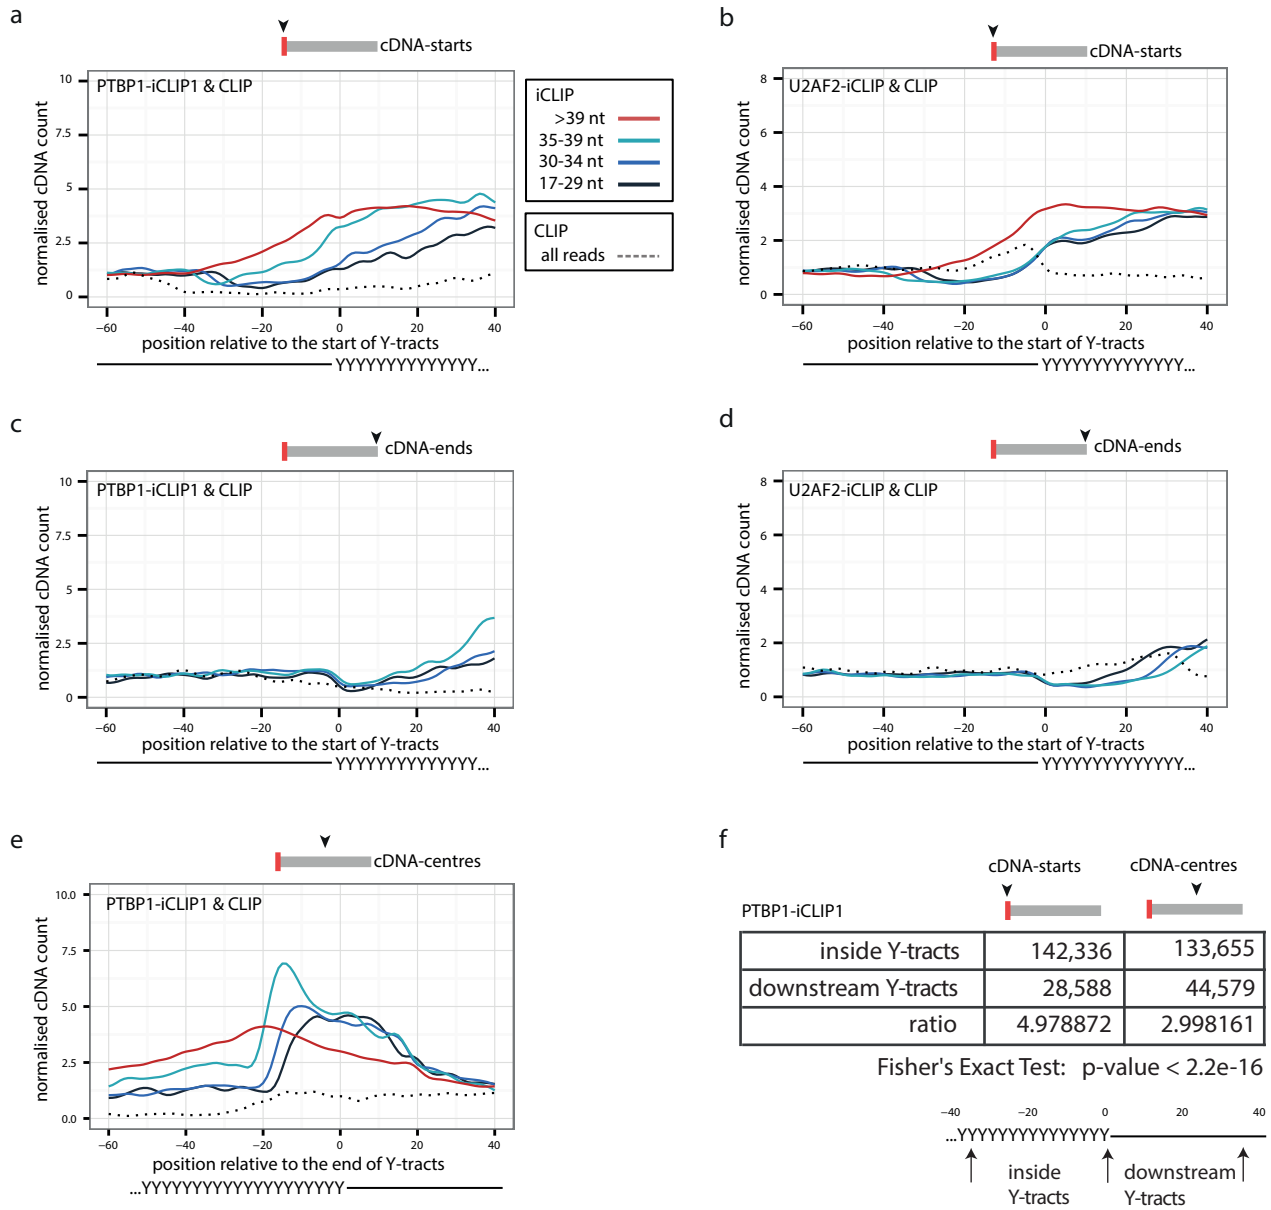 a
cDNA-starts
PTBP1-iCLIP1 & CLIP
normalised cDNA count
10
7.5
5
2.5
0
−60 −40 −20 0 20 40
position relative to the start of Y-tracts
YYYYYYYYYYYYYY...
iCLIP
>39 nt
35-39 nt
30-34 nt
17-29 nt
CLIP
all reads
b
cDNA-starts
U2AF2-iCLIP & CLIP
normalised cDNA count
8
6
4
2
0
−60 −40 −20 0 20 40
position relative to the start of Y-tracts
YYYYYYYYYYYYYY...
c
cDNA-ends
PTBP1-iCLIP1 & CLIP
normalised cDNA count
10
7.5
5
2.5
0
−60 −40 −20 0 20 40
position relative to the start of Y-tracts
YYYYYYYYYYYYYY...
d
cDNA-ends
U2AF2-iCLIP & CLIP
normalised cDNA count
8
6
4
2
0
−60 −40 −20 0 20 40
position relative to the start of Y-tracts
YYYYYYYYYYYYYY...
e
cDNA-centres
PTBP1-iCLIP1 & CLIP
normalised cDNA count
10.0
7.5
5.0
2.5
0.0
−60 −40 −20 0 20 40
position relative to the end of Y-tracts
...YYYYYYYYYYYYYYYYYYYY
f
cDNA-starts cDNA-centres
PTBP1-iCLIP1
inside Y-tracts 142,336 133,655
downstream Y-tracts 28,588 44,579
ratio 4.978872 2.998161
Fisher's Exact Test: p-value < 2.2e-16
−40 −20 0 20 40
...YYYYYYYYYYYYYYY
inside downstream
Y-tracts Y-tracts